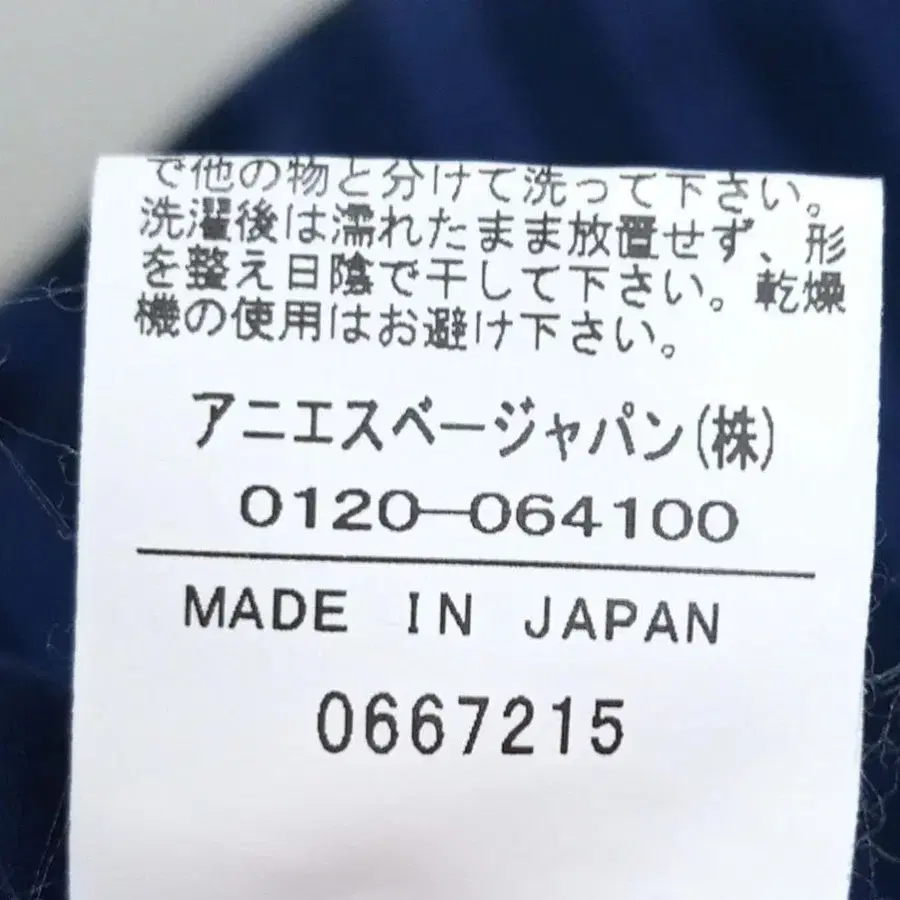 で他の物と分けて洗って下さい。
洗濯後は濡れたまま放置せず、形
を整え日陰で干して下さい。乾燥
機の使用はお避け下さい。
アニエスベージャパン(株)
0120-064100
MADE IN JAPAN
0667215